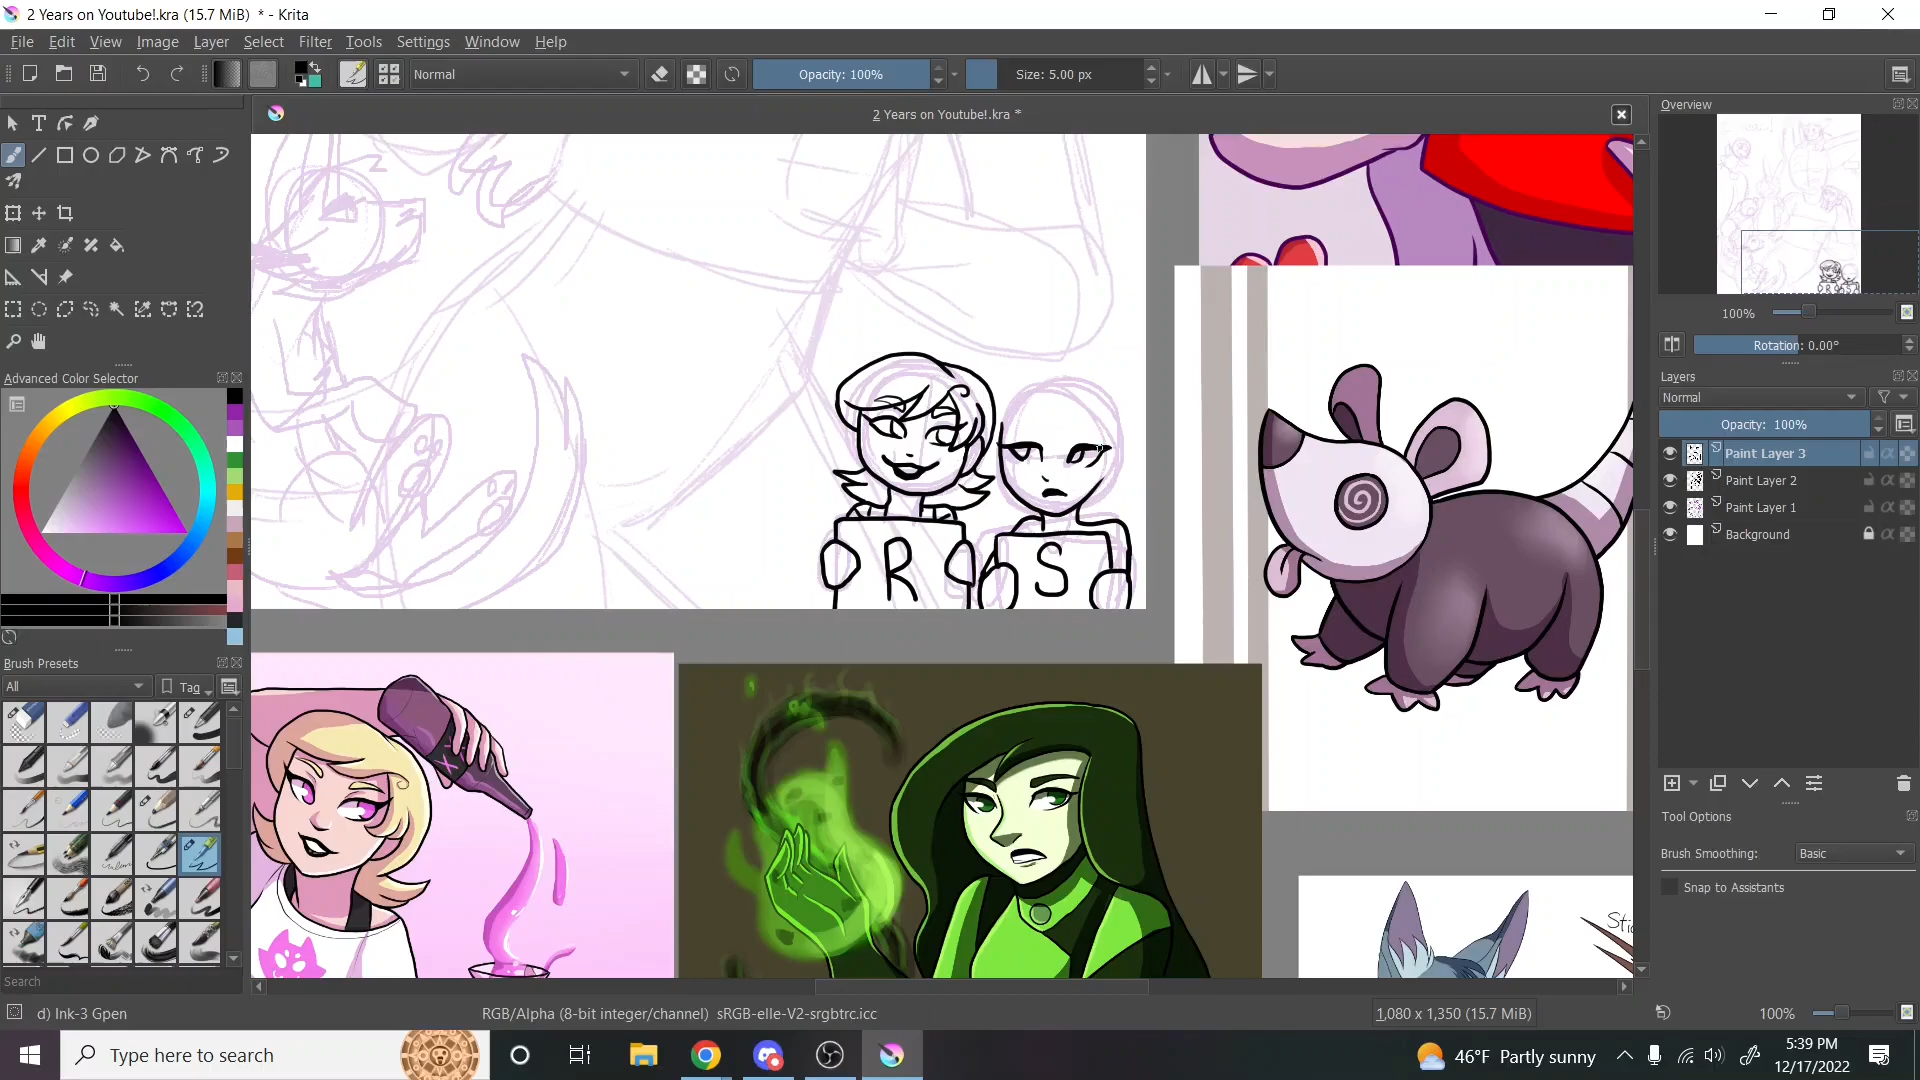 2 Years on Youtube!.kra (15.7 MiB) * - Krita
File Edit View Image Layer Select Filter Tools Settings Window Help
Normal
Opacity: 100%
Size: 5.00 px
2 Years on Youtube!.kra *
Overview
100%
Rotation: 0.00°
Advanced Color Selector
Layers
Normal
Opacity: 100%
Paint Layer 3
Paint Layer 2
Paint Layer 1
Background
R S
Brush Presets
All
Tag
Tool Options
Brush Smoothing: Basic
Snap to Assistants
X
Search
d) Ink-3 Gpen
RGB/Alpha (8-bit integer/channel) sRGB-elle-V2-srgbtrc.icc
1,080 x 1,350 (15.7 MiB)
100%
Type here to search
46°F Partly sunny
5:39 PM
12/17/2022